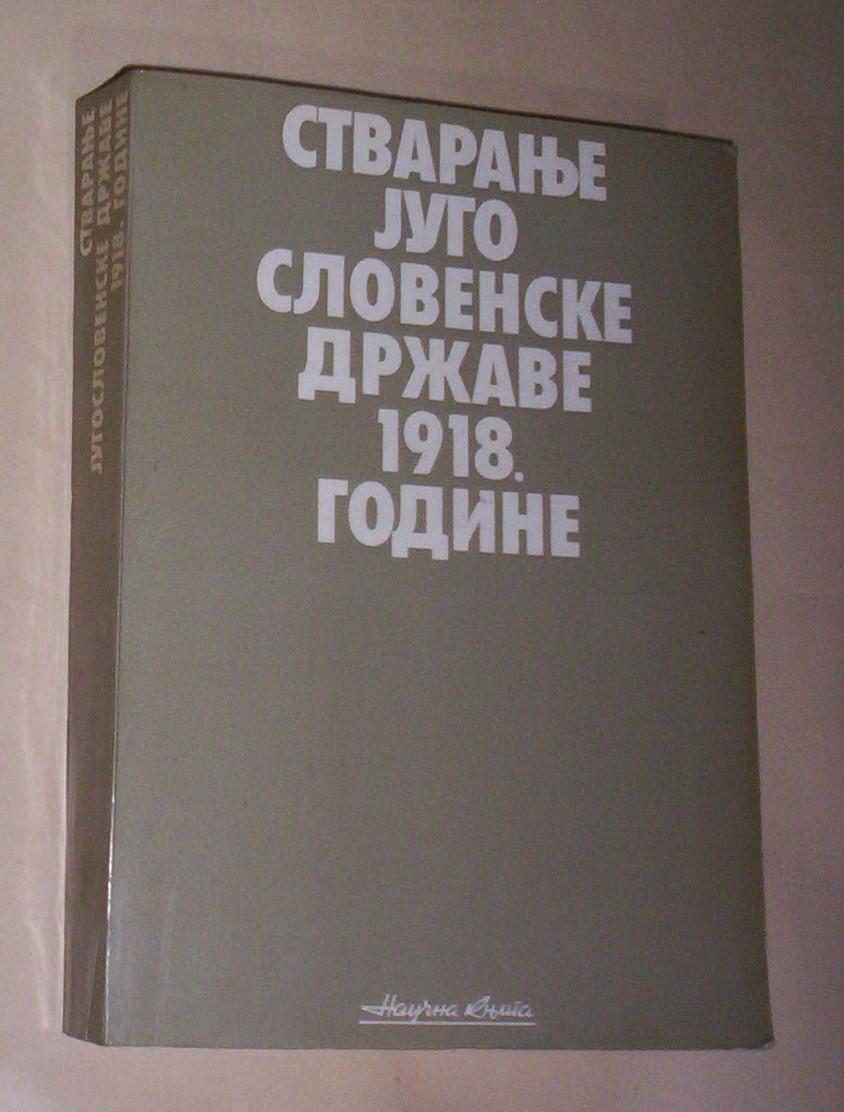 СТВАРАЊЕ
ЈУГО
СЛОВЕНСКЕ
ДРЖАВЕ
1918.
ГОДИНЕ
Научна књига
СТВАРАЊЕ
ЈУГОСЛОВЕНСКЕ ДРЖАВЕ
1918. ГОДИНЕ